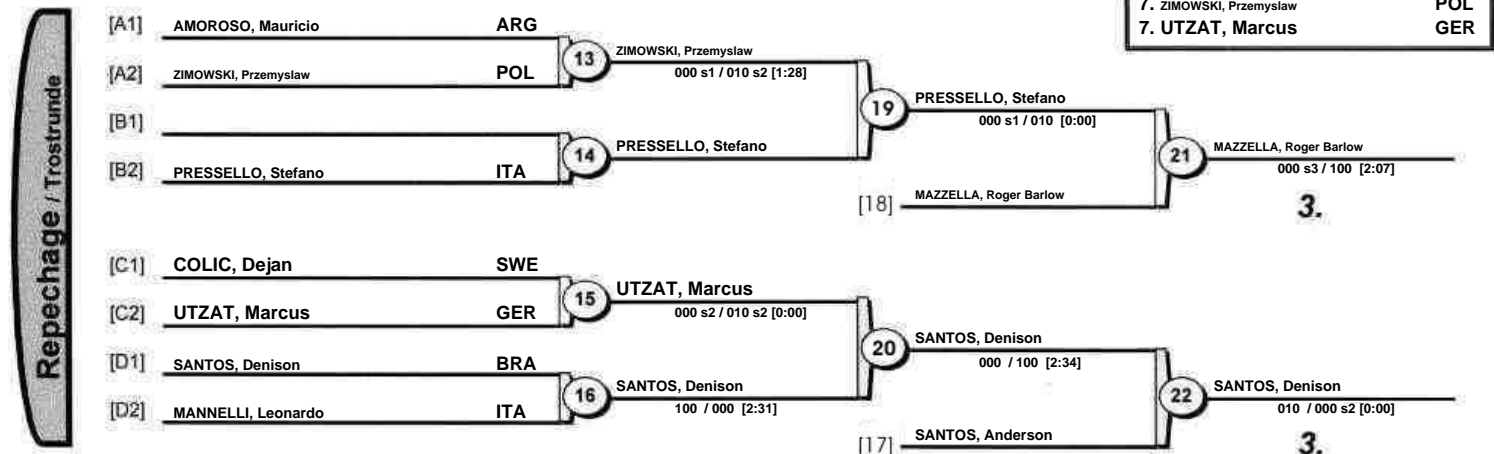 7. ZIMOWSKI, Przemyslaw POL
7. UTZAT, Marcus GER
Repechage / Trostrunde
[A1] AMOROSO, Mauricio ARG
[A2] ZIMOWSKI, Przemyslaw POL
13 ZIMOWSKI, Przemyslaw
000 s1 / 010 s2 [1:28]
[B1]
[B2] PRESSELLO, Stefano ITA
14 PRESSELLO, Stefano
19 PRESSELLO, Stefano
000 s1 / 010 [0:00]
[18] MAZZELLA, Roger Barlow
21 MAZZELLA, Roger Barlow
000 s3 / 100 [2:07]
3.
[C1] COLIC, Dejan SWE
[C2] UTZAT, Marcus GER
15 UTZAT, Marcus
000 s2 / 010 s2 [0:00]
[D1] SANTOS, Denison BRA
[D2] MANNELLI, Leonardo ITA
16 SANTOS, Denison
100 / 000 [2:31]
20 SANTOS, Denison
000 / 100 [2:34]
[17] SANTOS, Anderson
22 SANTOS, Denison
010 / 000 s2 [0:00]
3.